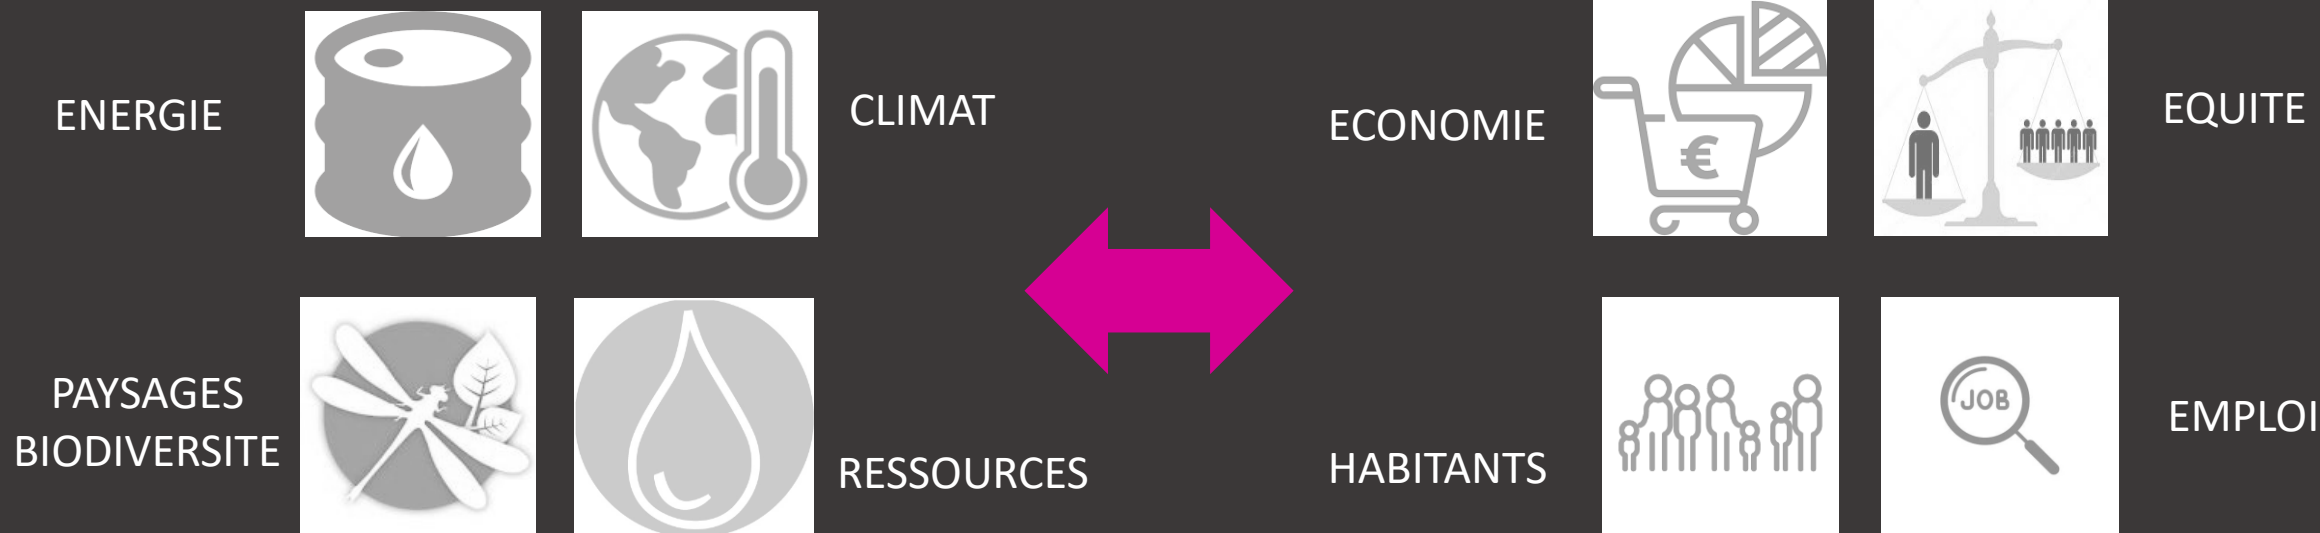 ENERGIE
CLIMAT
ECONOMIE
€
EQUITE
PAYSAGES
BIODIVERSITE
RESSOURCES
HABITANTS
JOB
EMPLOI